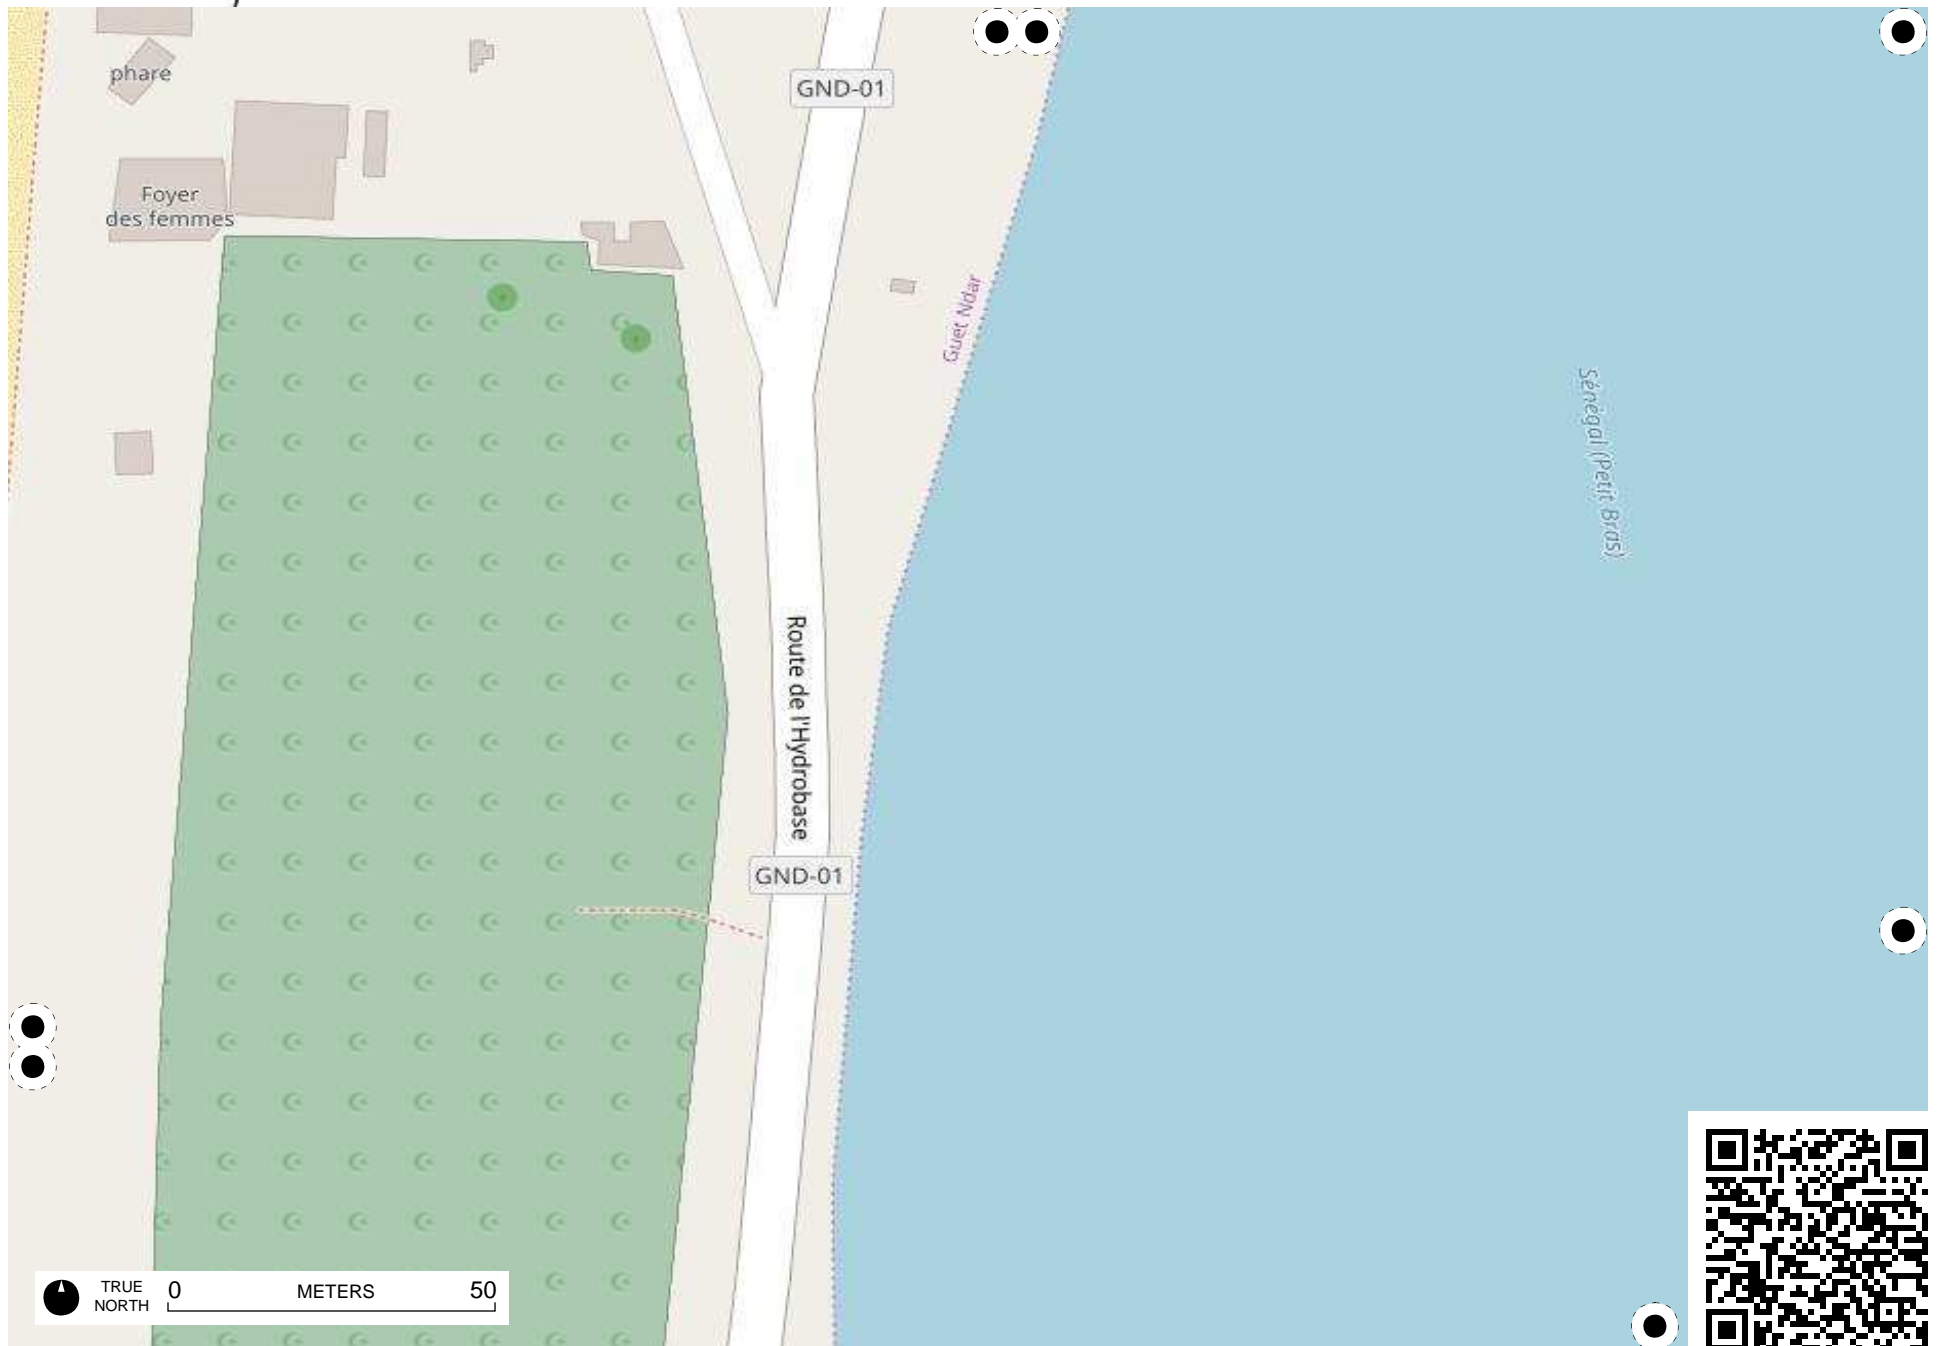 phare
GND-01
Foyer
des femmes
Guet Ndar
Sénégal (Petit Bras)
Route de l'Hydrobase
GND-01
TRUE
NORTH
0 METERS 50